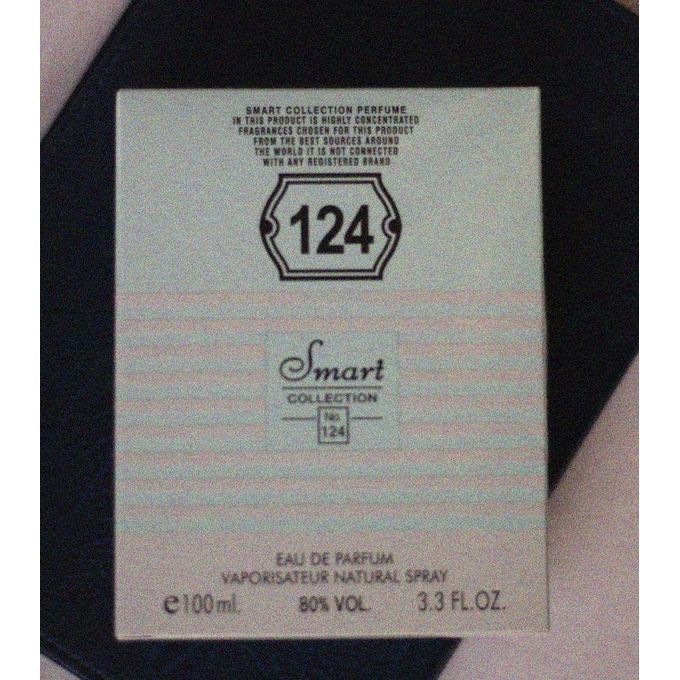 SMART COLLECTION PERFUME
IN THIS PRODUCT IS HIGHLY CONCENTRATED
FRAGRANCES CHOSEN FOR THIS PRODUCT
FROM THE BEST SOURCES AROUND
THE WORLD IT IS NOT CONNECTED
WITH ANY REGISTERED BRAND
124
Smart
COLLECTION
No.
124
EAU DE PARFUM
VAPORISATEUR NATURAL SPRAY
e100ml. 80% VOL. 3.3 FL.OZ.